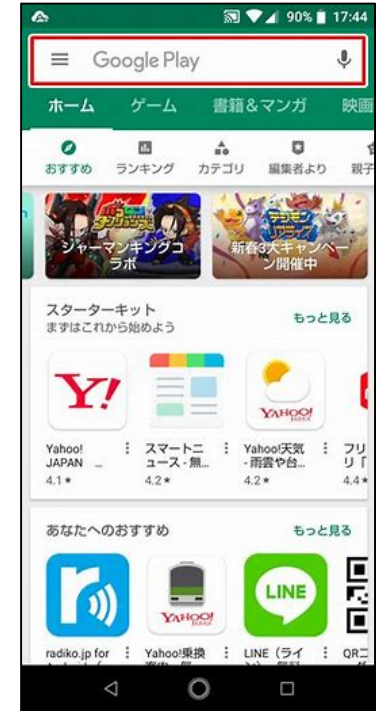 90% 17:44
Google Play
ホーム ゲーム 書籍&マンガ 映画
おすすめ ランキング カテゴリ 編集者より 親子
シャーマンキングコ
ラボ
新春3大キャンペー
ン開催中
スターターキット
まずはこれから始めよう
もっと見る
Y!
YAHOO!
JAPAN
Yahoo! スマートニ Yahoo!天気 フリ
JAPAN ... ュース - 無... - 雨雲や台... リ「
4.1★ 4.2★ 4.2★ 4.4★
あなたへのおすすめ
もっと見る
YAHOO!
JAPAN
LINE
radiko.jp for Yahoo!乗換 LINE(ライ QRコ